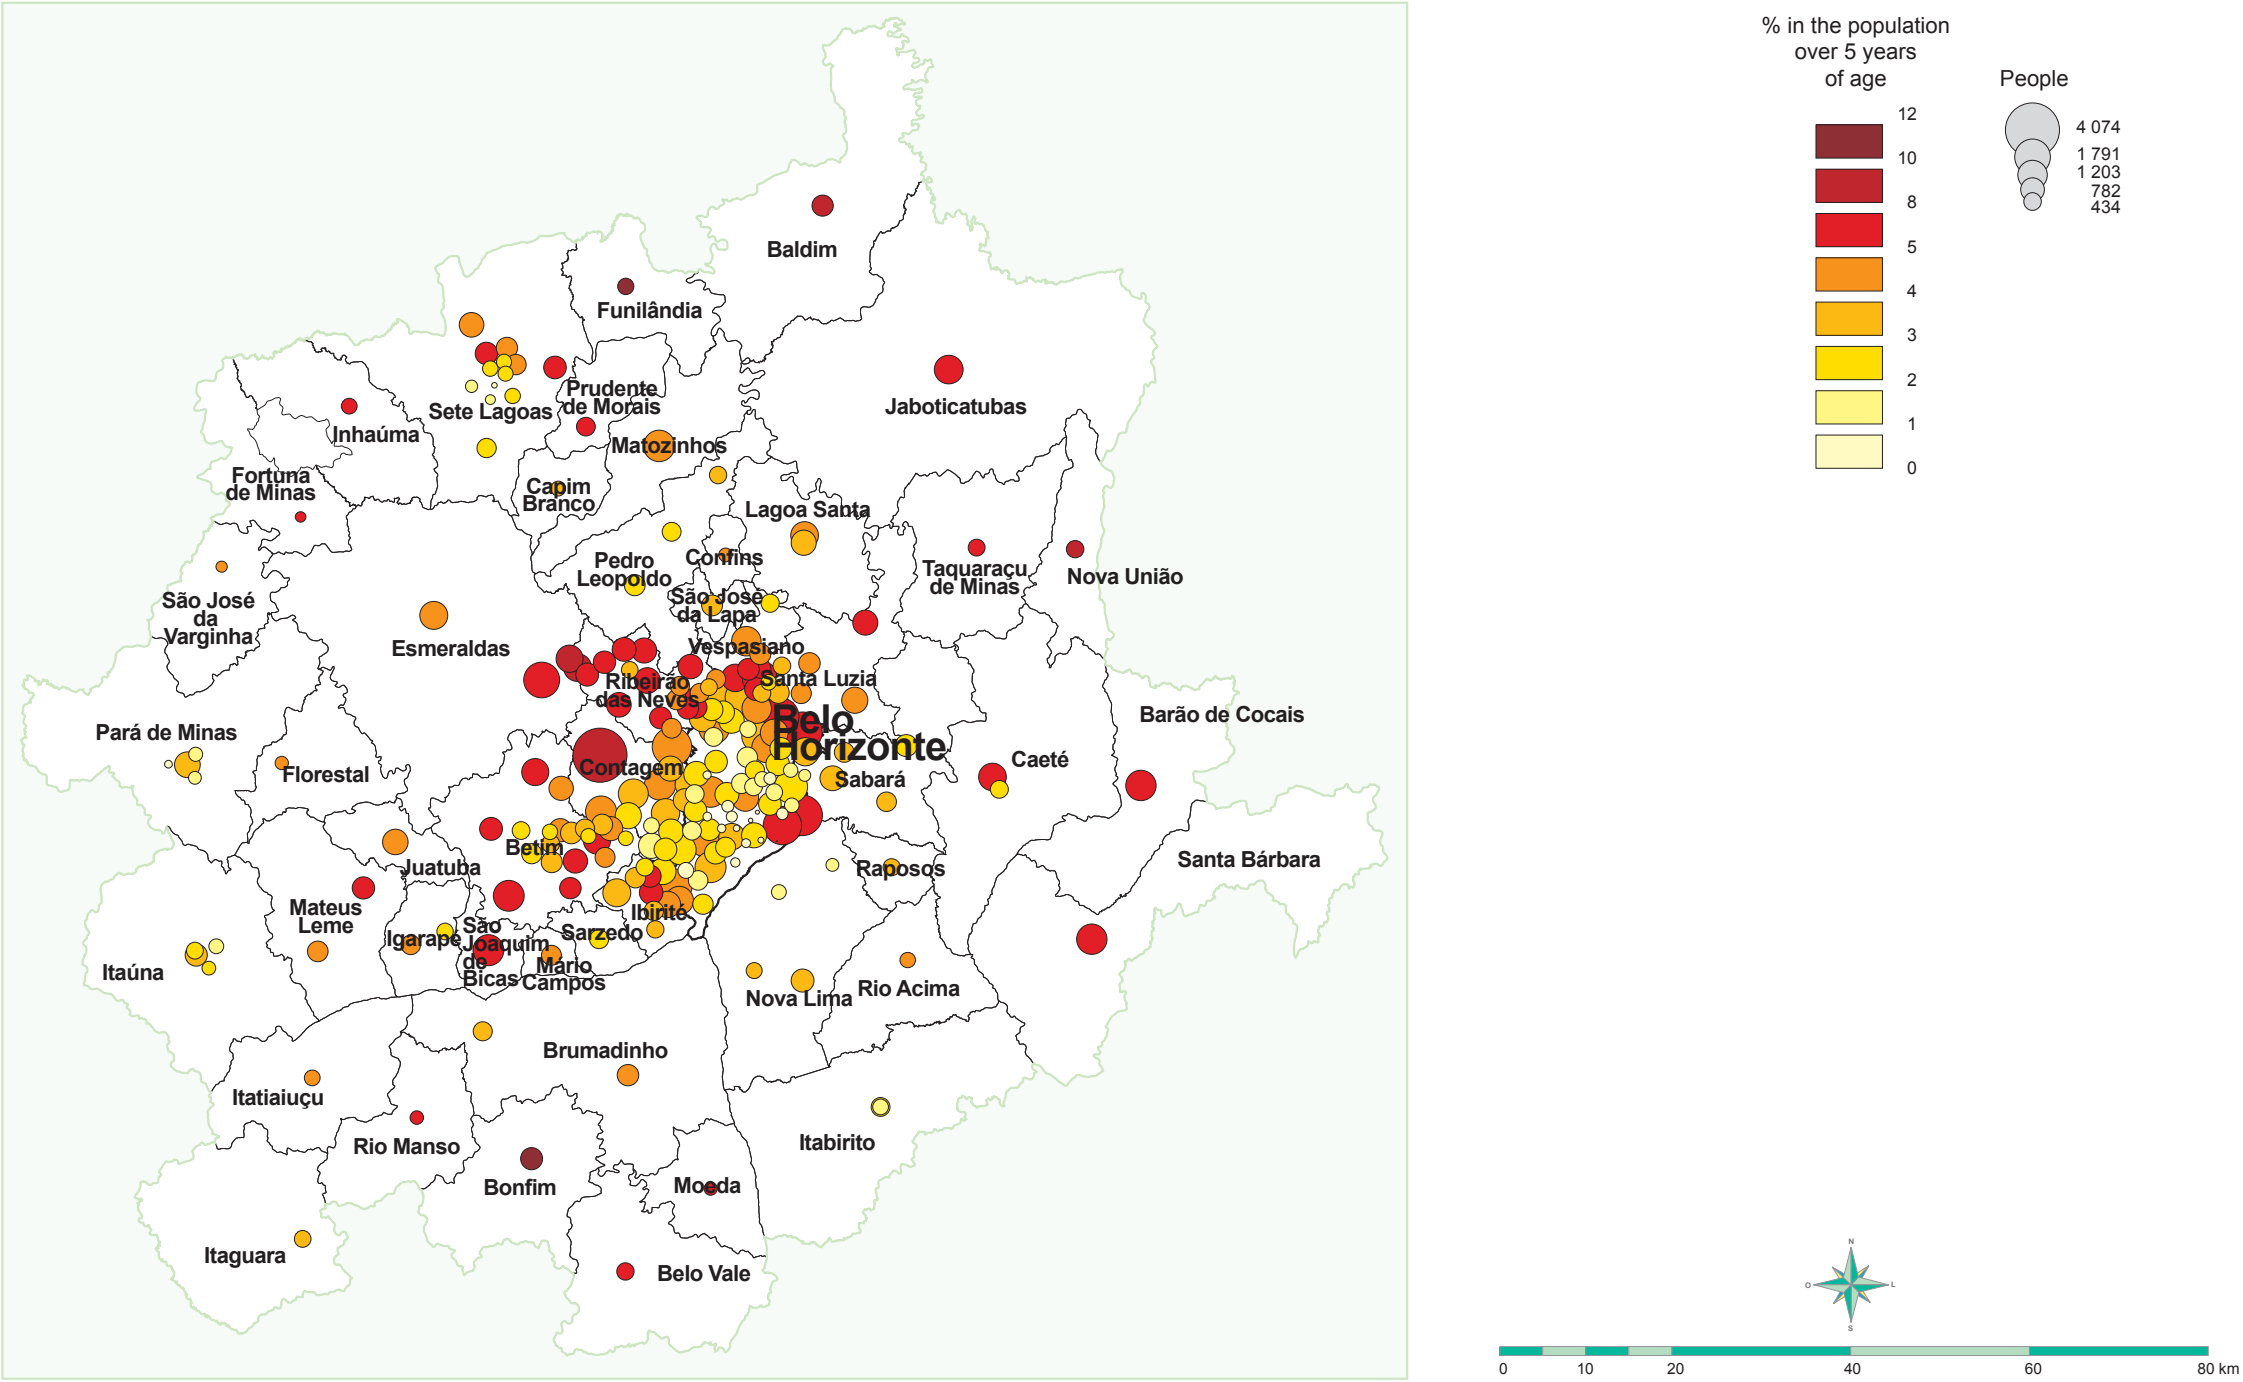 % in the population
over 5 years
of age
People
12
10
8
5
4
3
2
1
0
4 074
1 791
1 203
782
434
Baldim
Funilândia
Jaboticatubas
Prudente
de Morais
Sete Lagoas
Inhaúma
Matozinhos
Fortuna
de Minas
Capim
Branco
Lagoa Santa
Confins
Pedro
Leopoldo
Taquaraçu
de Minas
Nova União
São José
da
Varginha
São José
da Lapa
Esmeraldas
Vespasiano
Ribeirão
das Neves
Santa Luzia
Belo
Horizonte
Barão de Cocais
Pará de Minas
Florestal
Contagem
Sabará
Caeté
Betim
Juatuba
Raposos
Santa Bárbara
Mateus
Leme
Igarapé
São
Joaquim
de
Bicas
Ibirité
Sarzedo
Mário
Campos
Itaúna
Nova Lima
Rio Acima
Brumadinho
Itatiaiuçu
Rio Manso
Itabirito
Bonfim
Moeda
Itaguara
Belo Vale
N
O
L
S
0
10
20
40
60
80 km